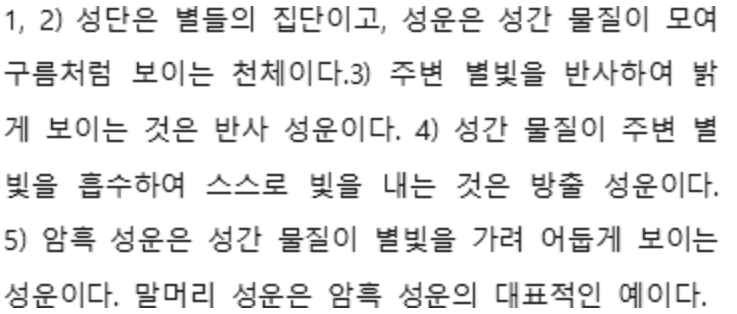 1, 2) 성단은 별들의 집단이고, 성운은 성간 물질이 모여
구름처럼 보이는 천체이다.3) 주변 별빛을 반사하여 밝
게 보이는 것은 반사 성운이다. 4) 성간 물질이 주변 별
빛을 흡수하여 스스로 빛을 내는 것은 방출 성운이다.
5) 암흑 성운은 성간 물질이 별빛을 가려 어둡게 보이는
성운이다. 말머리 성운은 암흑 성운의 대표적인 예이다.